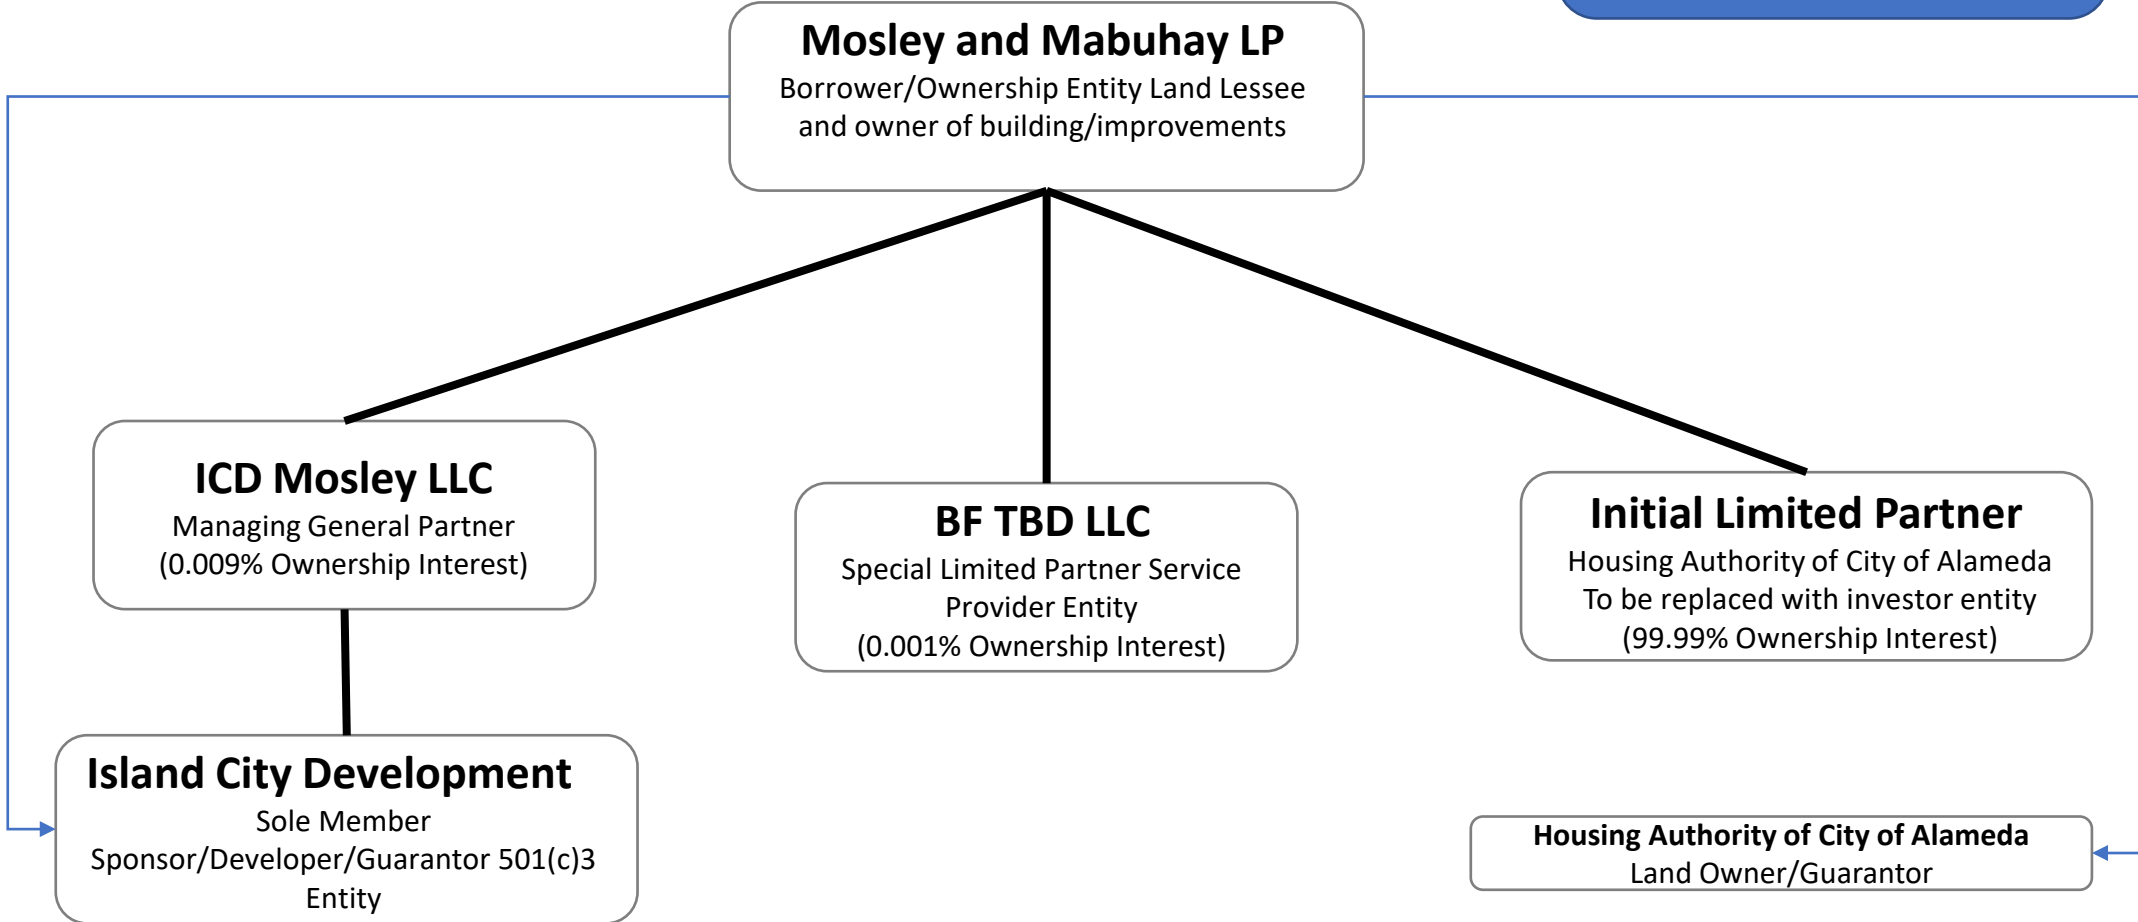 Mosley and Mabuhay LP
Borrower/Ownership Entity Land Lessee
and owner of building/improvements
ICD Mosley LLC
Managing General Partner
(0.009% Ownership Interest)
BF TBD LLC
Special Limited Partner Service
Provider Entity
(0.001% Ownership Interest)
Initial Limited Partner
Housing Authority of City of Alameda
To be replaced with investor entity
(99.99% Ownership Interest)
Island City Development
Sole Member
Sponsor/Developer/Guarantor 501(c)3
Entity
Housing Authority of City of Alameda
Land Owner/Guarantor